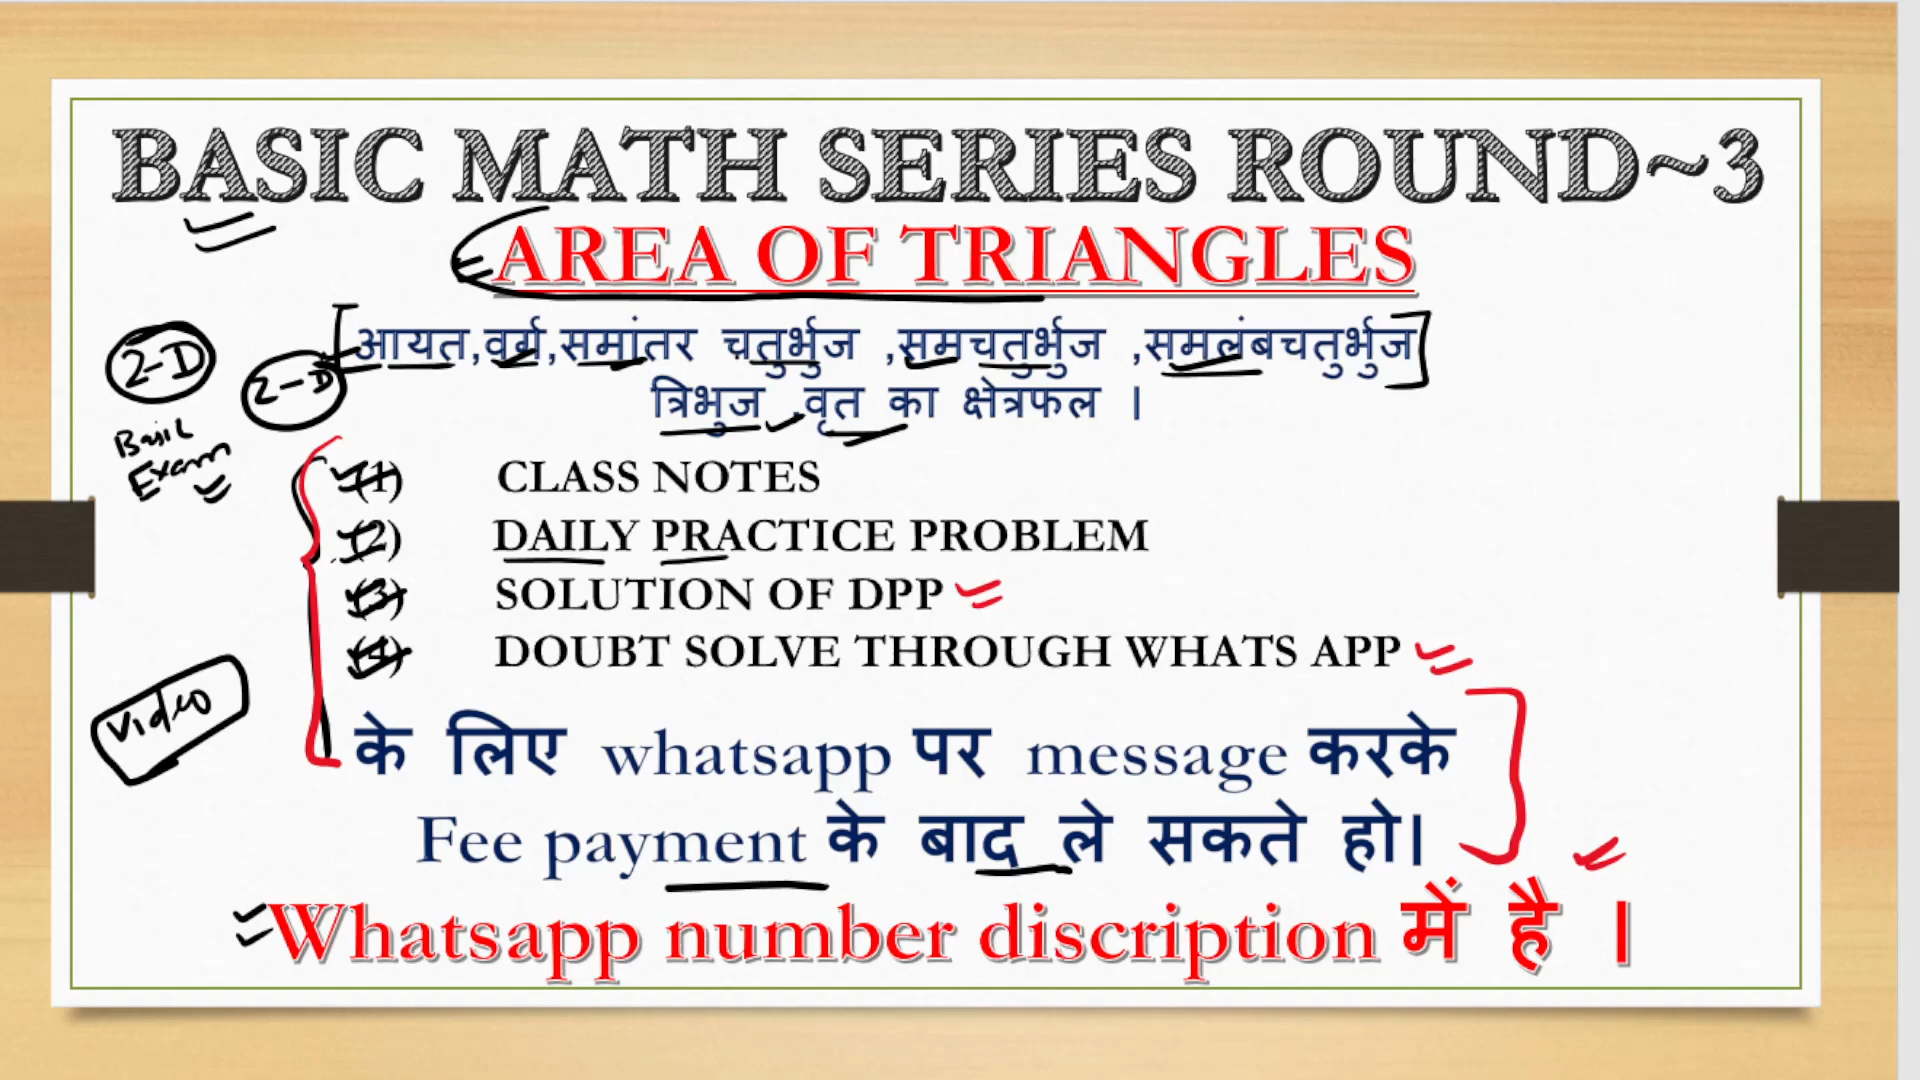 BASIC MATH SERIES ROUND~3
AREA OF TRIANGLES
आयत,वर्ग,समांतर चतुर्भुज ,समचतुर्भुज ,समलंबचतुर्भुज
त्रिभुज ,वृत का क्षेत्रफल ।
2-D
2-D
Basic
Exam
(1) CLASS NOTES
(2) DAILY PRACTICE PROBLEM
(3) SOLUTION OF DPP
(4) DOUBT SOLVE THROUGH WHATS APP
Video
के लिए whatsapp पर message करके
Fee payment के बाद ले सकते हो।
Whatsapp number discription में है ।